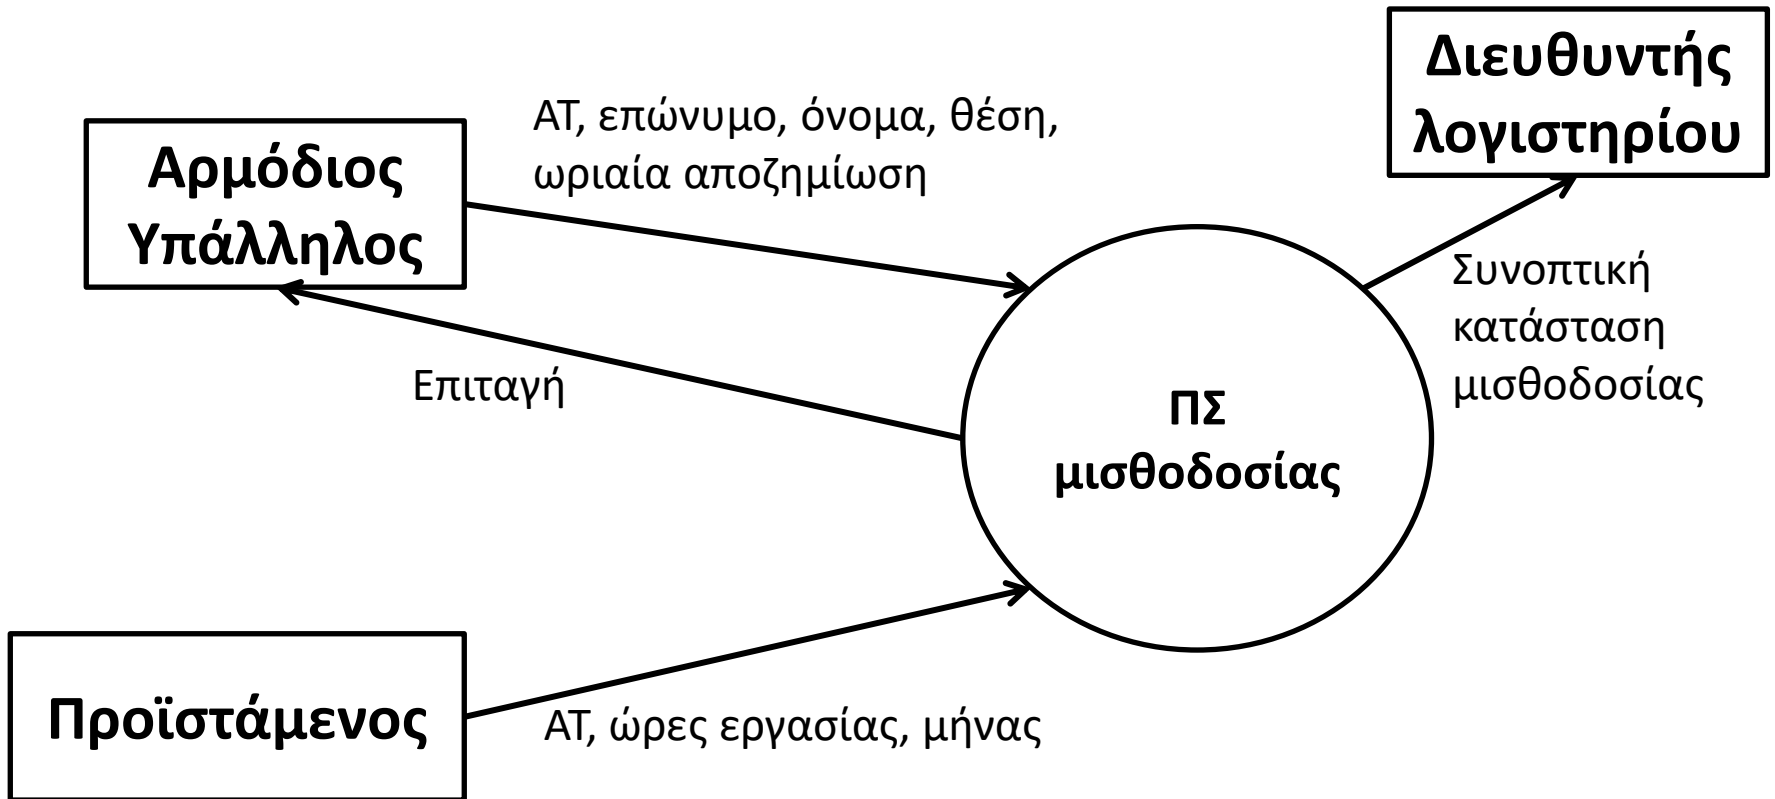 Διευθυντής
λογιστηρίου
ΑΤ, επώνυμο, όνομα, θέση,
ωριαία αποζημίωση
Αρμόδιος
Υπάλληλος
Συνοπτική
κατάσταση
μισθοδοσίας
Επιταγή
ΠΣ
μισθοδοσίας
Προϊστάμενος
ΑΤ, ώρες εργασίας, μήνας